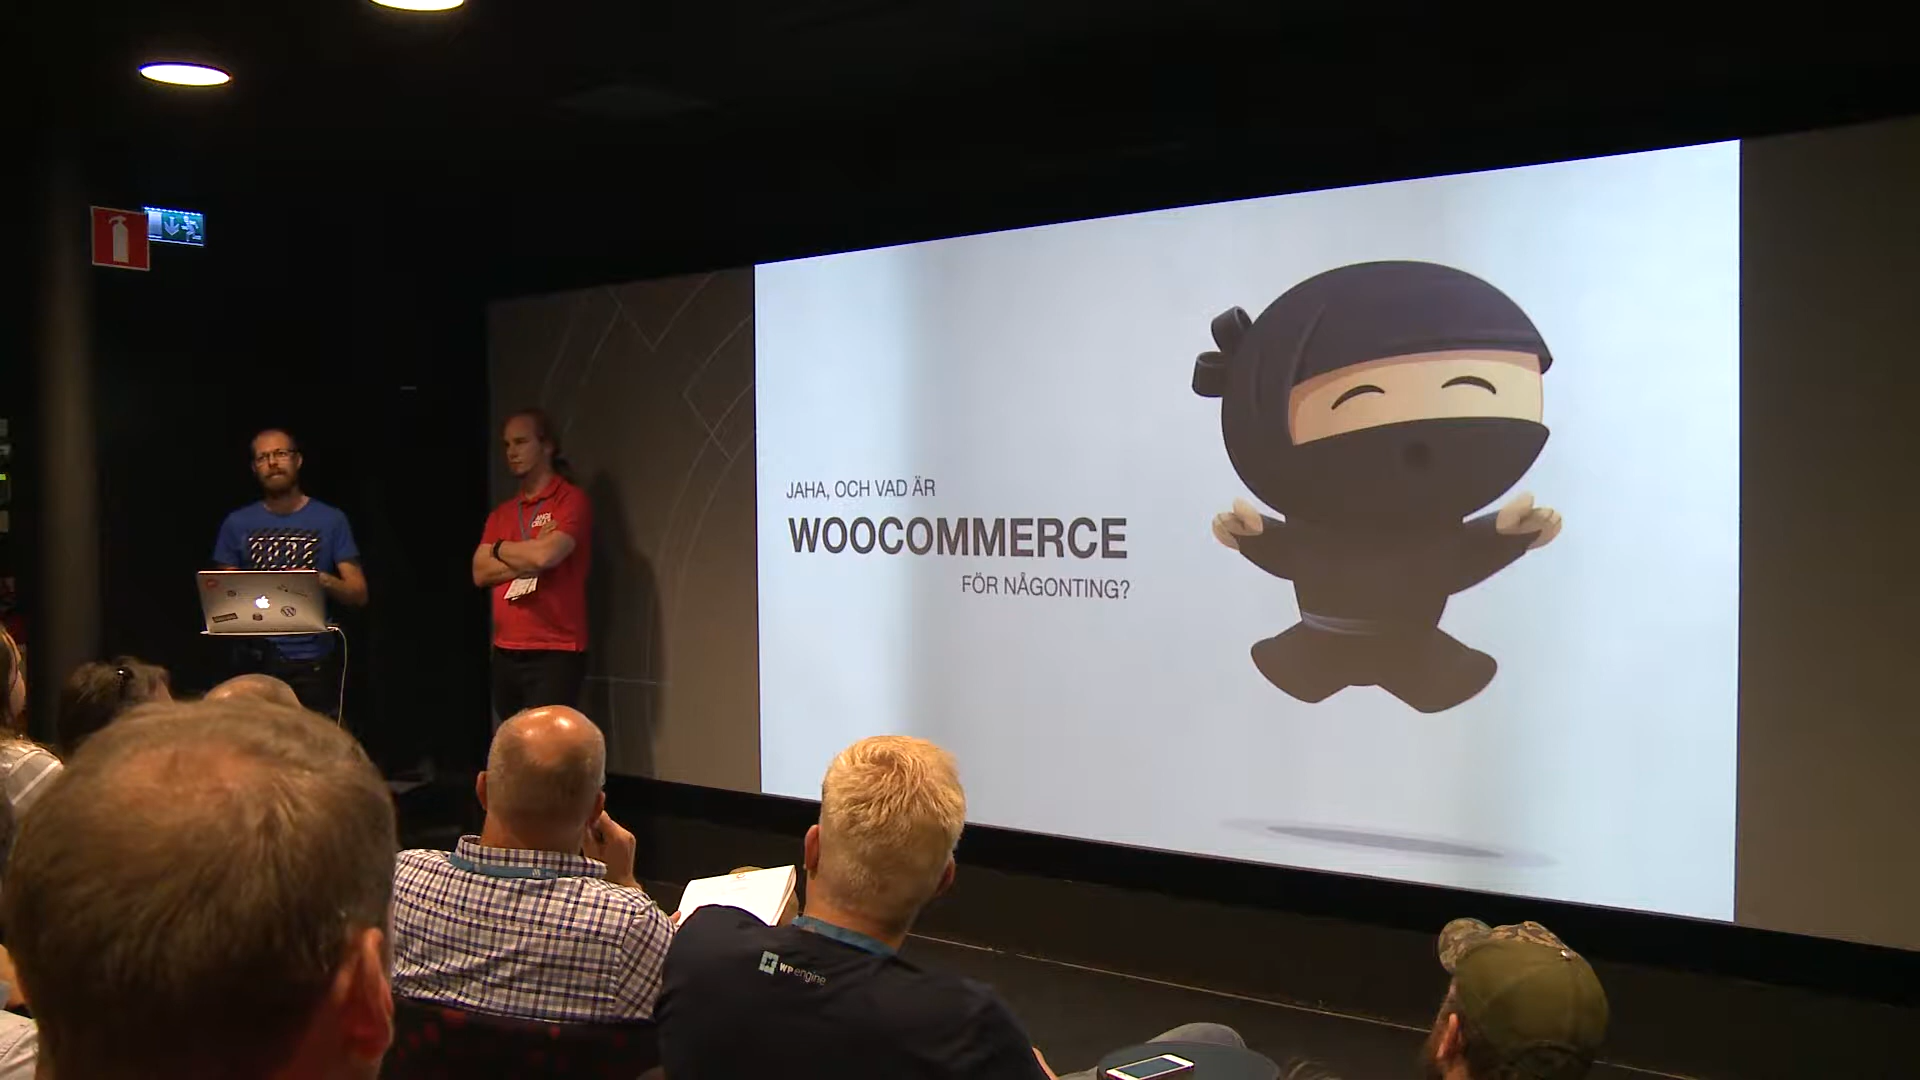 JAHA, OCH VAD ÄR
WOOCOMMERCE
FÖR NÅGONTING?
WP engine